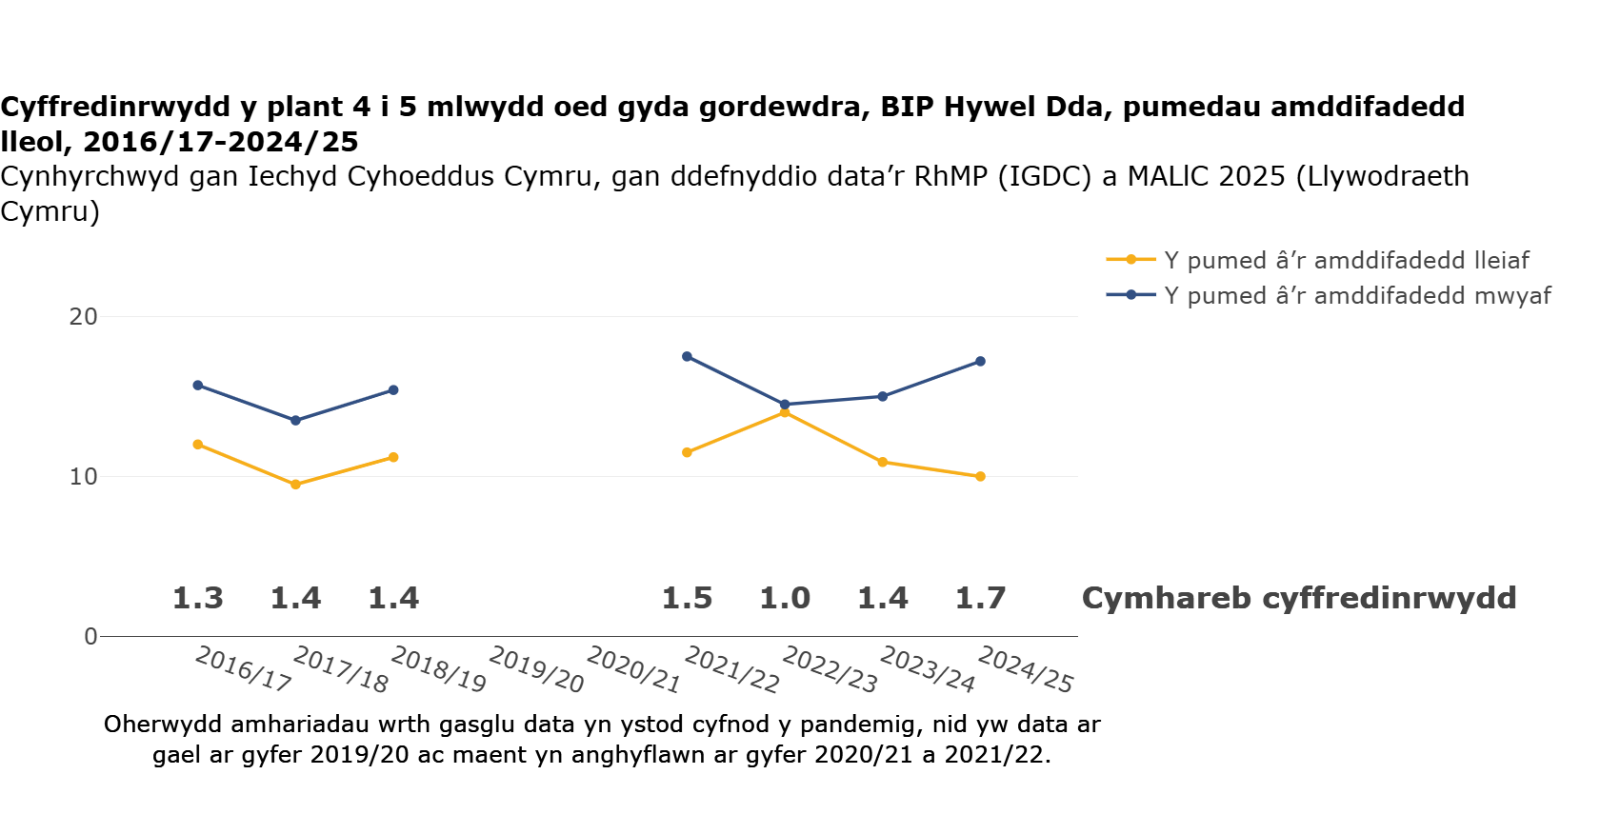 Cyffredinrwydd y plant 4 i 5 mlwydd oed gyda gordewdra, BIP Hywel Dda, pumedau amddifadedd
lleol, 2016/17-2024/25
Cynhyrchwyd gan Iechyd Cyhoeddus Cymru, gan ddefnyddio data’r RhMP (IGDC) a MALlC 2025 (Llywodraeth
Cymru)
Y pumed â’r amddifadedd lleiaf
Y pumed â’r amddifadedd mwyaf
20
10
0
1.3 1.4 1.4 1.5 1.0 1.4 1.7 Cymhareb cyffredinrwydd
2016/17 2017/18 2018/19 2019/20 2020/21 2021/22 2022/23 2023/24 2024/25
Oherwydd amhariadau wrth gasglu data yn ystod cyfnod y pandemig, nid yw data ar
gael ar gyfer 2019/20 ac maent yn anghyflawn ar gyfer 2020/21 a 2021/22.